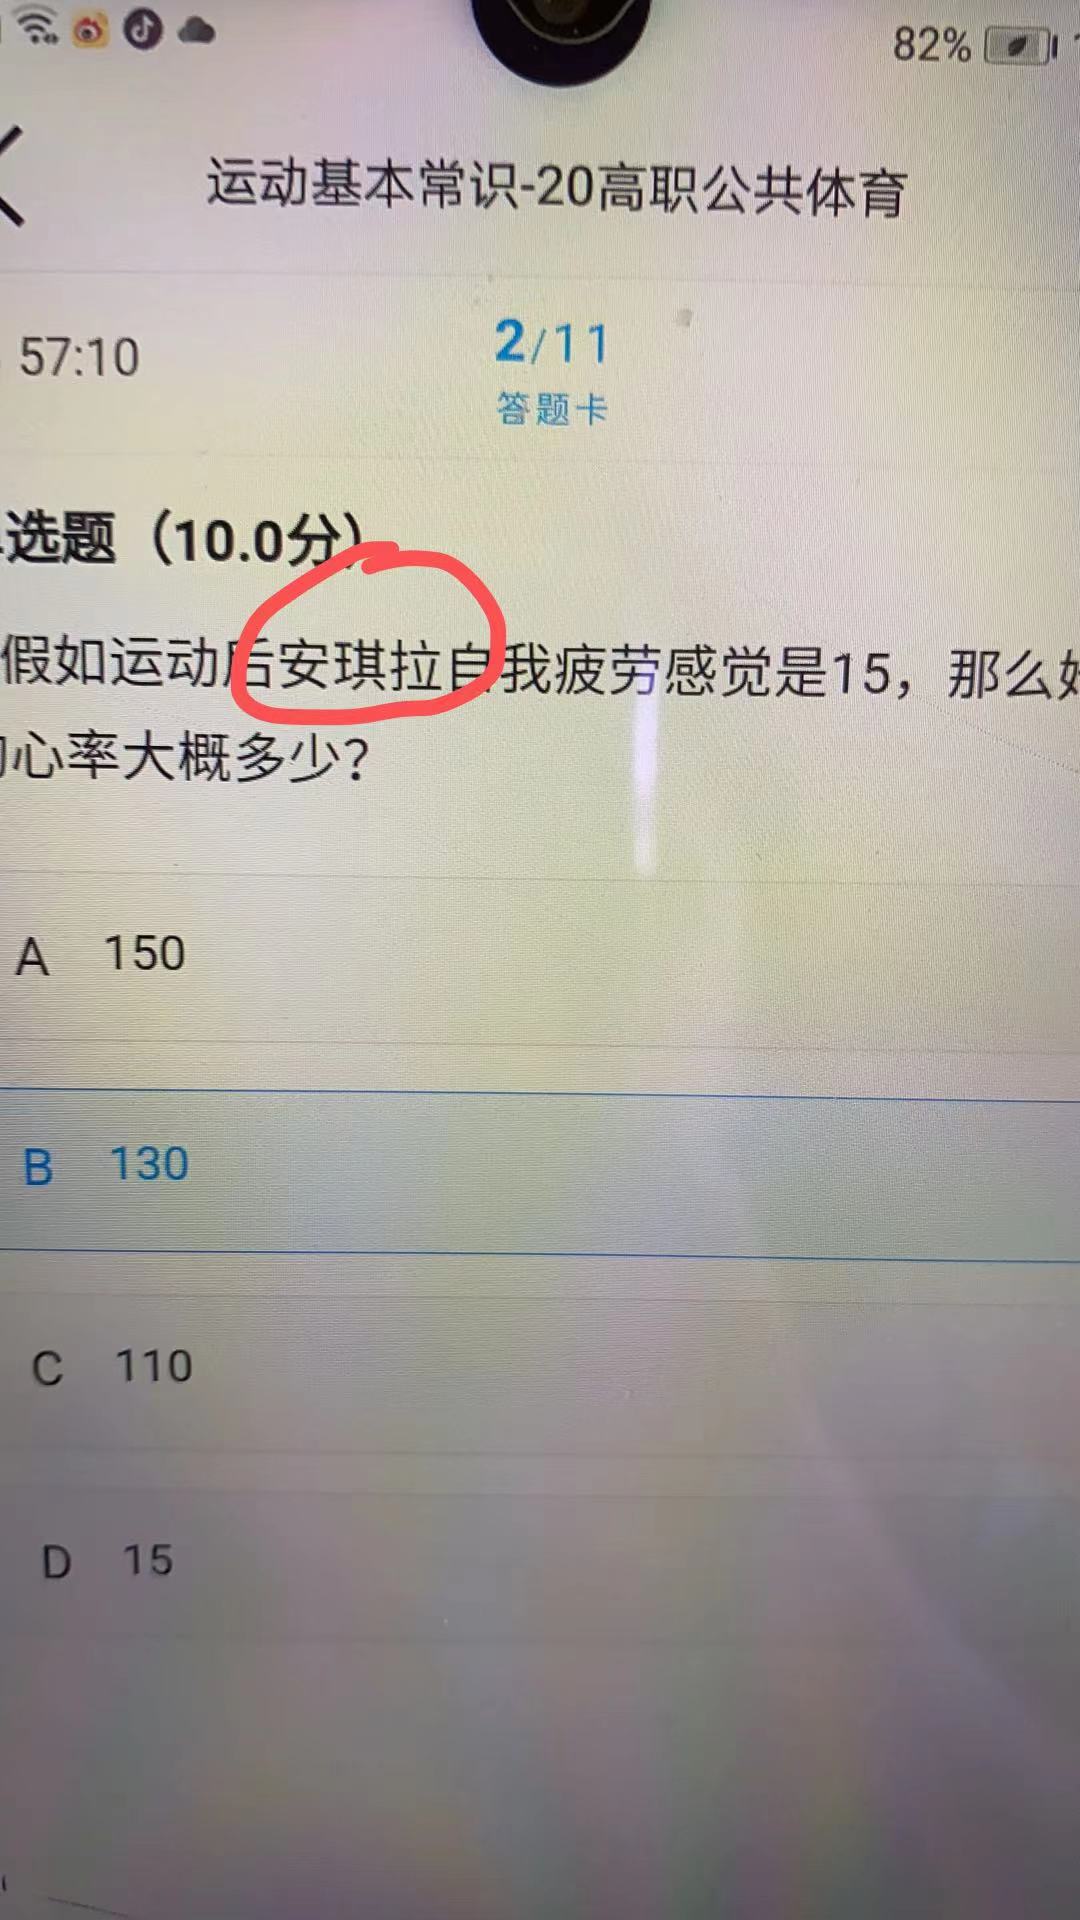 82%
运动基本常识-20高职公共体育
57:10
2/11
答题卡
选题（10.0分）
假如运动后安琪拉自我疲劳感觉是15，那么
心率大概多少？
A 150
B 130
C 110
D 15